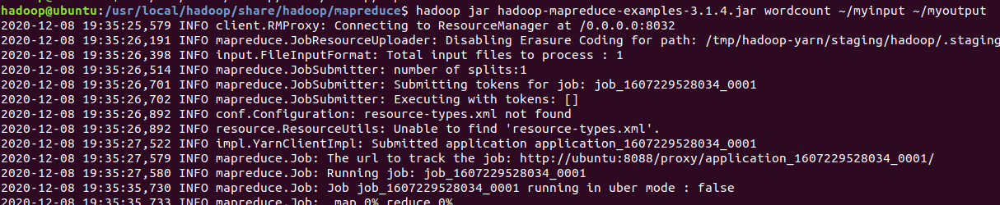 hadoop@ubuntu:/usr/local/hadoop/share/hadoop/mapreduce$ hadoop jar hadoop-mapreduce-examples-3.1.4.jar wordcount ~/myinput ~/myoutput
2020-12-08 19:35:25,579 INFO client.RMProxy: Connecting to ResourceManager at /0.0.0.0:8032
2020-12-08 19:35:26,191 INFO mapreduce.JobResourceUploader: Disabling Erasure Coding for path: /tmp/hadoop-yarn/staging/hadoop/.staging
2020-12-08 19:35:26,398 INFO input.FileInputFormat: Total input files to process : 1
2020-12-08 19:35:26,514 INFO mapreduce.JobSubmitter: number of splits:1
2020-12-08 19:35:26,701 INFO mapreduce.JobSubmitter: Submitting tokens for job: job_1607229528034_0001
2020-12-08 19:35:26,702 INFO mapreduce.JobSubmitter: Executing with tokens: []
2020-12-08 19:35:26,892 INFO conf.Configuration: resource-types.xml not found
2020-12-08 19:35:26,892 INFO resource.ResourceUtils: Unable to find 'resource-types.xml'.
2020-12-08 19:35:27,522 INFO impl.YarnClientImpl: Submitted application application_1607229528034_0001
2020-12-08 19:35:27,579 INFO mapreduce.Job: The url to track the job: http://ubuntu:8088/proxy/application_1607229528034_0001/
2020-12-08 19:35:27,580 INFO mapreduce.Job: Running job: job_1607229528034_0001
2020-12-08 19:35:35,730 INFO mapreduce.Job: Job job_1607229528034_0001 running in uber mode : false
2020-12-08 19:35:35,733 INFO mapreduce.Job:  map 0% reduce 0%